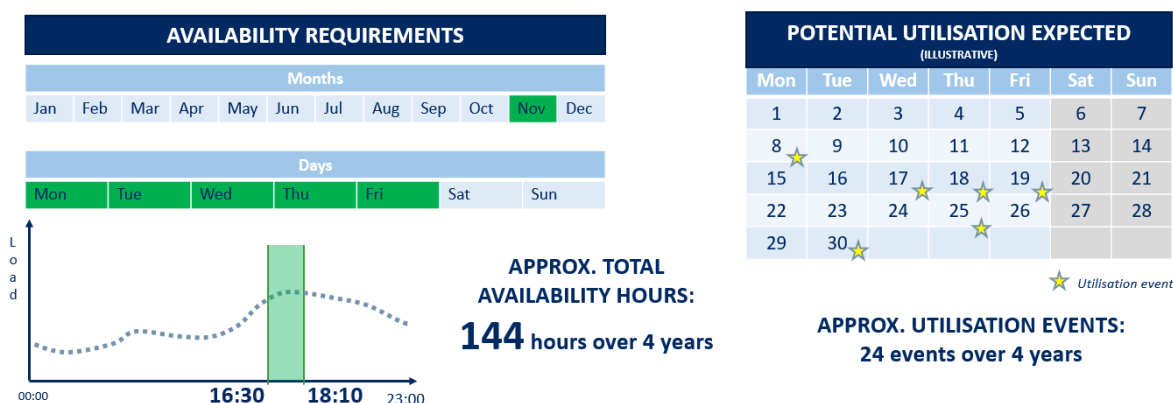 AVAILABILITY REQUIREMENTS
Months
Jan Feb Mar Apr May Jun Jul Aug Sep Oct Nov Dec
Days
Mon Tue Wed Thu Fri Sat Sun
Load
00:00 16:30 18:10 23:00
APPROX. TOTAL
AVAILABILITY HOURS:
144 hours over 4 years
POTENTIAL UTILISATION EXPECTED
(ILLUSTRATIVE)
Mon Tue Wed Thu Fri Sat Sun
1 2 3 4 5 6 7
8 9 10 11 12 13 14
15 16 17 18 19 20 21
22 23 24 25 26 27 28
29 30
Utilisation event
APPROX. UTILISATION EVENTS:
24 events over 4 years